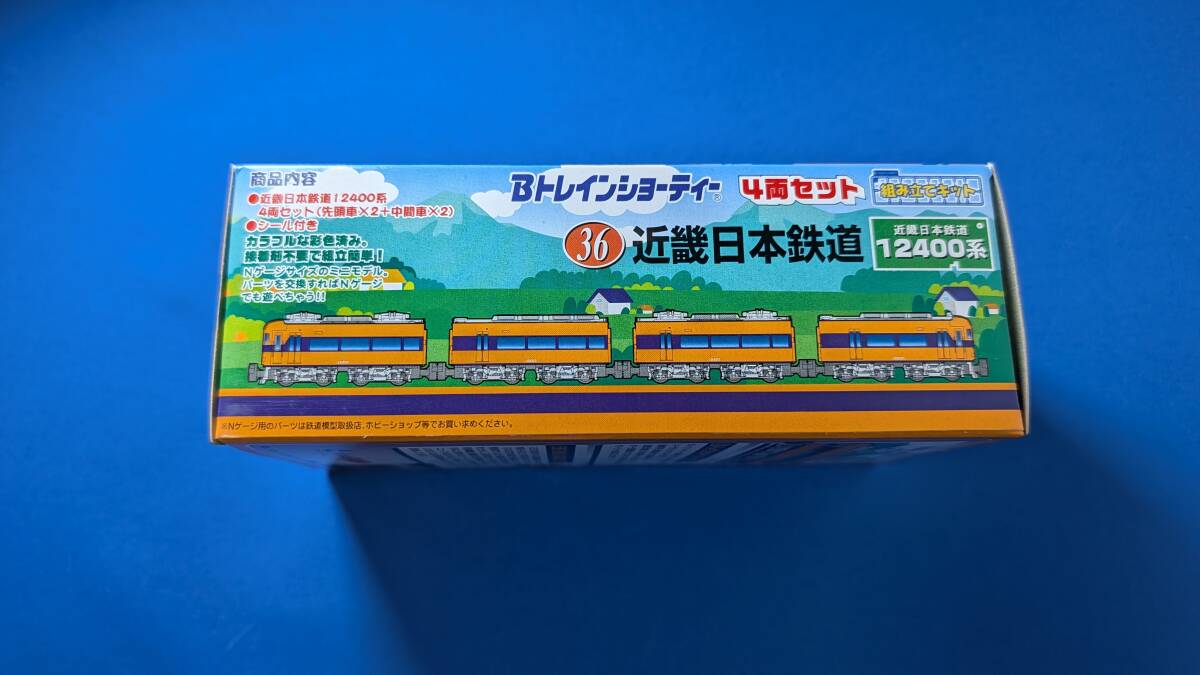 商品内容
●近畿日本鉄道12400系
4両セット(先頭車×2+中間車×2)
●シール付き
カラフルな彩色済み。
接着剤不要で組立簡単!
Nゲージサイズのミニモデル。
パーツを交換すればNゲージ
でも遊べちゃう!!
Bトレインショーティー®
4両セット
組み立てキット
36 近畿日本鉄道
近畿日本鉄道
12400系
※Nゲージ用のパーツは鉄道模型取扱店、ホビーショップ等でお買い求めください。